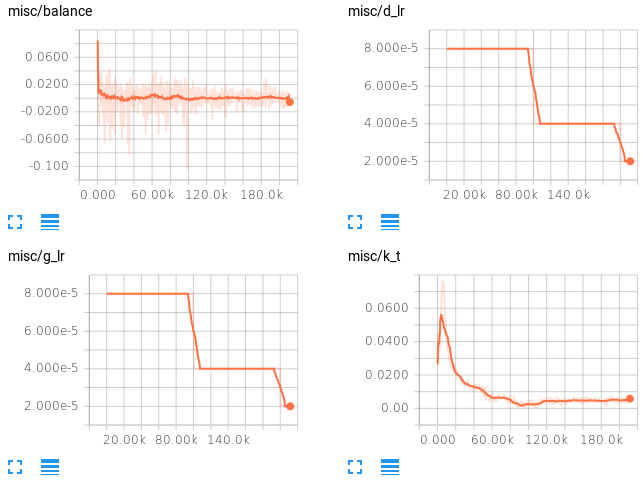 misc/balance
0.0600
0.0200
-0.0200
-0.0600
-0.100
0.000 60.00k 120.0k 180.0k
misc/d_lr
8.000e-5
6.000e-5
4.000e-5
2.000e-5
20.00k 80.00k 140.0k
misc/g_lr
8.000e-5
6.000e-5
4.000e-5
2.000e-5
20.00k 80.00k 140.0k
misc/k_t
0.0600
0.0400
0.0200
0.00
0.000 60.00k 120.0k 180.0k